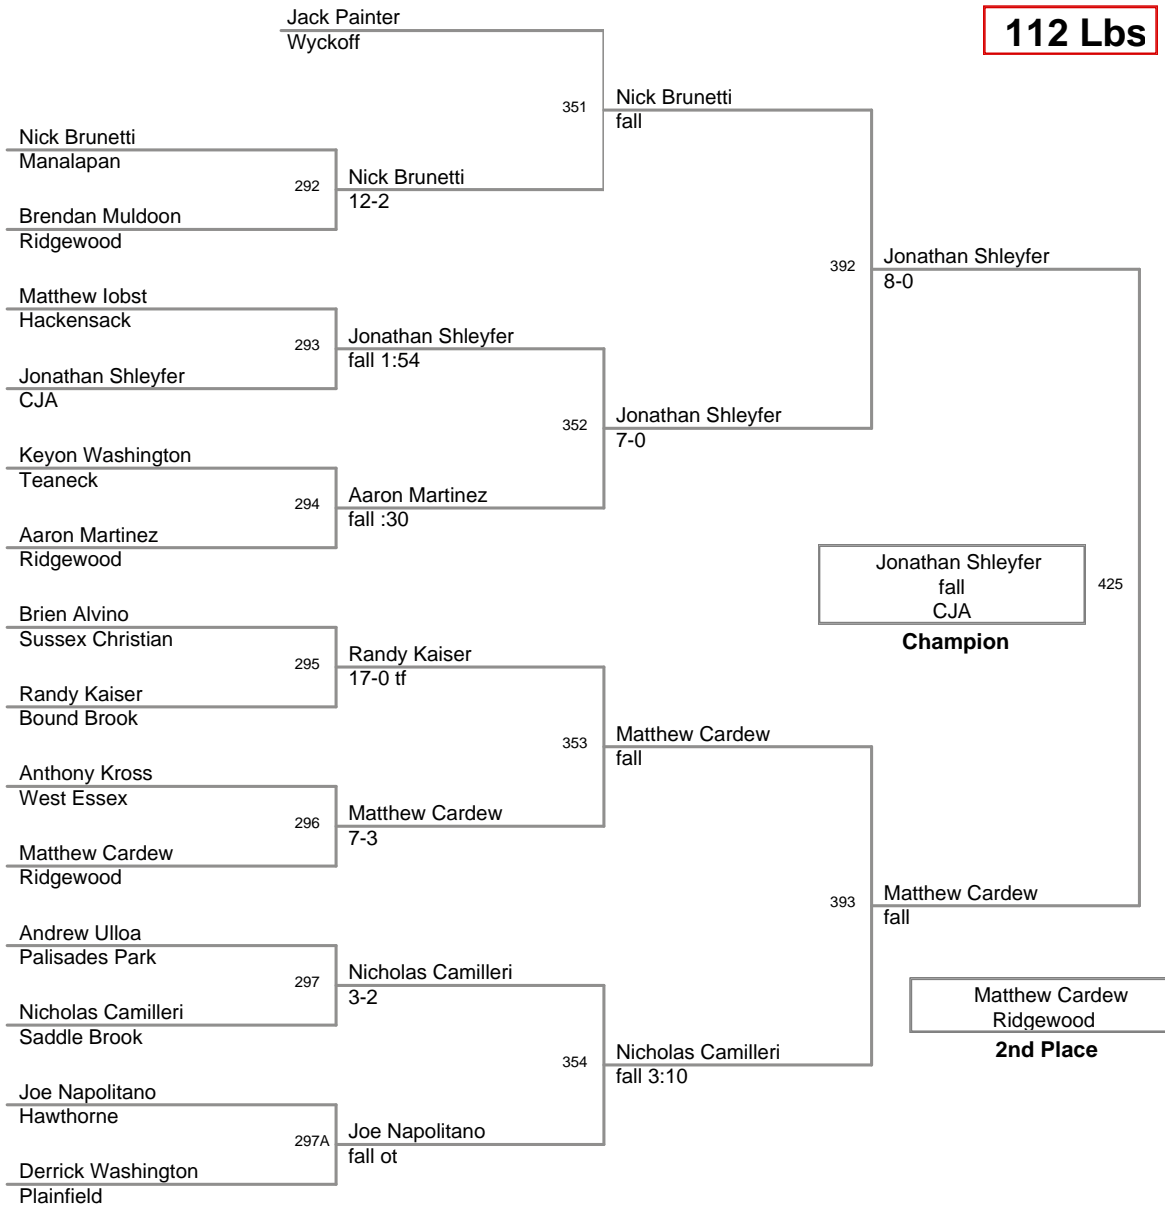 Jack Painter
Wyckoff
112 Lbs
351
Nick Brunetti
fall
Nick Brunetti
Manalapan
292
Nick Brunetti
12-2
Brendan Muldoon
Ridgewood
392
Jonathan Shleyfer
8-0
Matthew Iobst
Hackensack
293
Jonathan Shleyfer
fall 1:54
Jonathan Shleyfer
CJA
352
Jonathan Shleyfer
7-0
Keyon Washington
Teaneck
294
Aaron Martinez
fall :30
Aaron Martinez
Ridgewood
Jonathan Shleyfer
fall
CJA
425
Champion
Brien Alvino
Sussex Christian
295
Randy Kaiser
17-0 tf
Randy Kaiser
Bound Brook
353
Matthew Cardew
fall
Anthony Kross
West Essex
296
Matthew Cardew
7-3
Matthew Cardew
Ridgewood
393
Matthew Cardew
fall
Andrew Ulloa
Palisades Park
297
Nicholas Camilleri
3-2
Nicholas Camilleri
Saddle Brook
Matthew Cardew
Ridgewood
2nd Place
354
Nicholas Camilleri
fall 3:10
Joe Napolitano
Hawthorne
297A
Joe Napolitano
fall ot
Derrick Washington
Plainfield